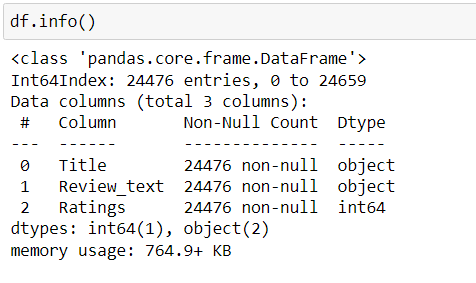 df.info()
<class 'pandas.core.frame.DataFrame'>
Int64Index: 24476 entries, 0 to 24659
Data columns (total 3 columns):
 #   Column       Non-Null Count  Dtype
---  ------       --------------  -----
 0   Title        24476 non-null  object
 1   Review_text  24476 non-null  object
 2   Ratings      24476 non-null  int64
dtypes: int64(1), object(2)
memory usage: 764.9+ KB